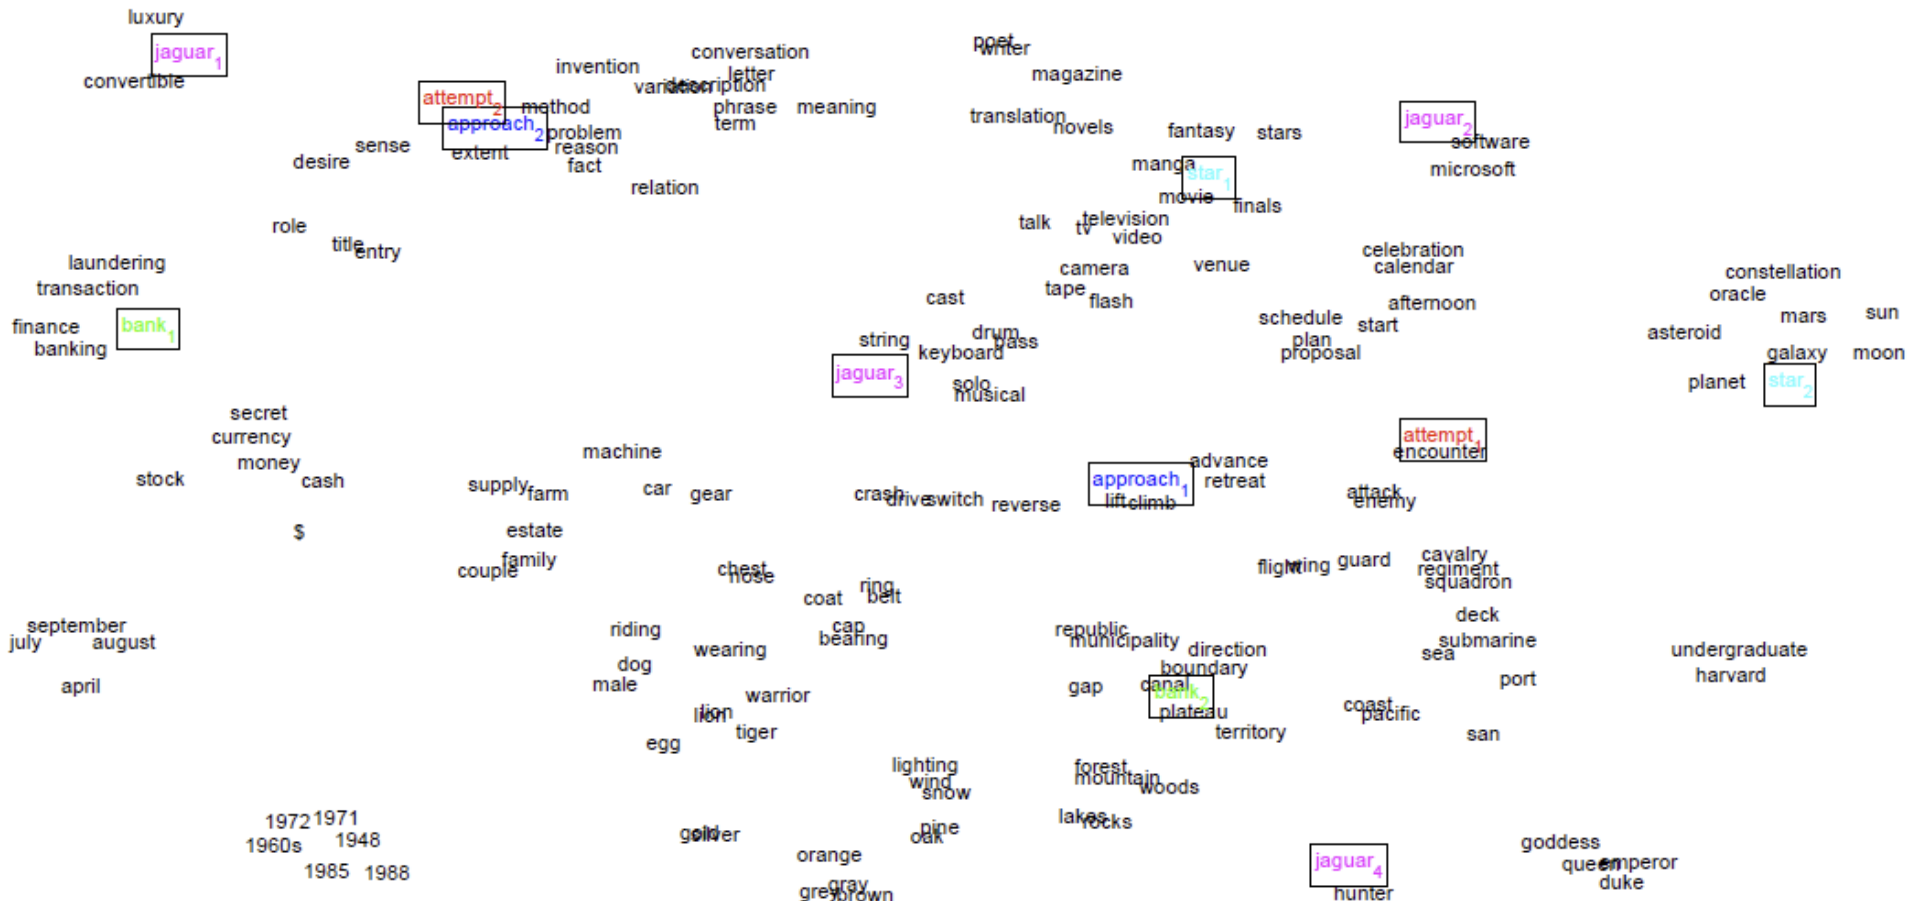 luxury
jaguar1
convertible
conversation
invention
letter
variation
description
attempt2
method
phrase
meaning
term
approach2
problem
reason
extent
fact
sense
desire
relation
role
title
entry
poet
writer
magazine
translation
novels
fantasy
stars
manga
star1
movie
finals
talk
tv
television
video
camera
venue
tape
flash
jaguar2
software
microsoft
celebration
calendar
afternoon
schedule
start
plan
proposal
constellation
oracle
mars
sun
asteroid
galaxy
moon
planet
star2
laundering
transaction
finance
bank1
banking
cast
drum
bass
string
keyboard
jaguar3
solo
musical
secret
currency
money
stock
cash
$
supply
farm
machine
car
gear
estate
family
couple
crash
drive
switch
reverse
approach1
advance
retreat
lift
climb
attempt1
encounter
attack
enemy
flight
wing
guard
cavalry
regiment
squadron
deck
submarine
sea
port
chest
nose
coat
ring
belt
cap
bearing
september
july
august
april
riding
wearing
dog
male
warrior
lion
lion
tiger
egg
republic
municipality
direction
boundary
gap
canal
bank2
plateau
territory
coast
pacific
san
undergraduate
harvard
lighting
wind
snow
forest
mountain
woods
lakes
rocks
pine
oak
1972
1971
1960s
1948
1985
1988
gold
silver
orange
gray
grey
brown
jaguar4
hunter
goddess
queen
emperor
duke